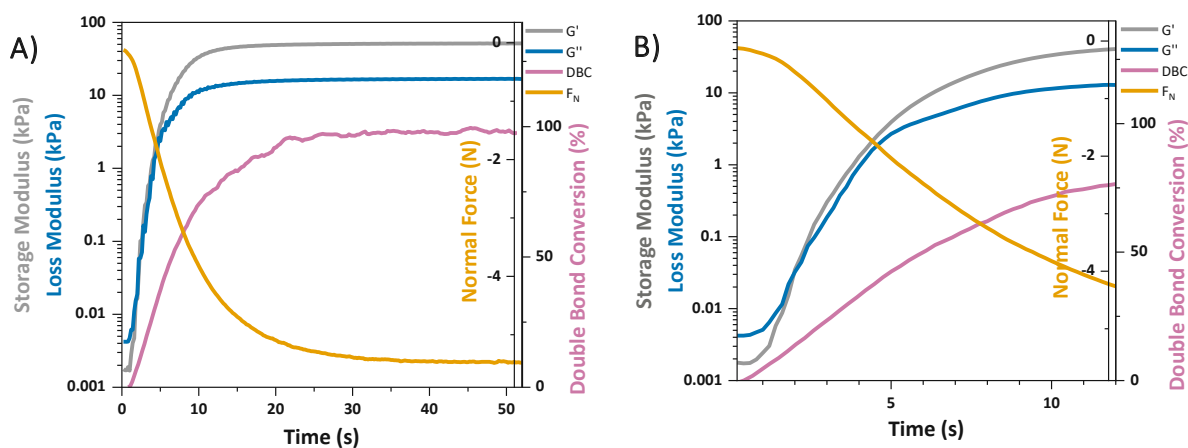 A)
Storage Modulus (kPa)
Loss Modulus (kPa)
100
10
1
0.1
0.01
0.001
0
10
20
30
40
50
Time (s)
Normal Force (N)
0
-2
-4
Double Bond Conversion (%)
100
50
0
G'
G''
DBC
F_N
B)
Storage Modulus (kPa)
Loss Modulus (kPa)
100
10
1
0.1
0.01
0.001
5
10
Time (s)
Normal Force (N)
0
-2
-4
Double Bond Conversion (%)
100
50
0
G'
G''
DBC
F_N